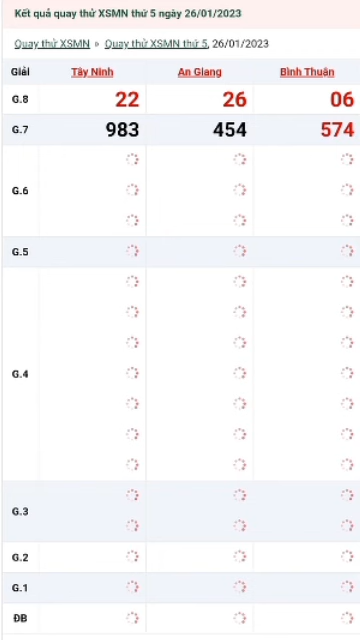 Kết quả quay thử XSMN thứ 5 ngày 26/01/2023
Quay thử XSMN » Quay thử XSMN thứ 5, 26/01/2023
Giải Tây Ninh An Giang Bình Thuận
G.8 22 26 06
G.7 983 454 574
G.6
G.5
G.4
G.3
G.2
G.1
ĐB